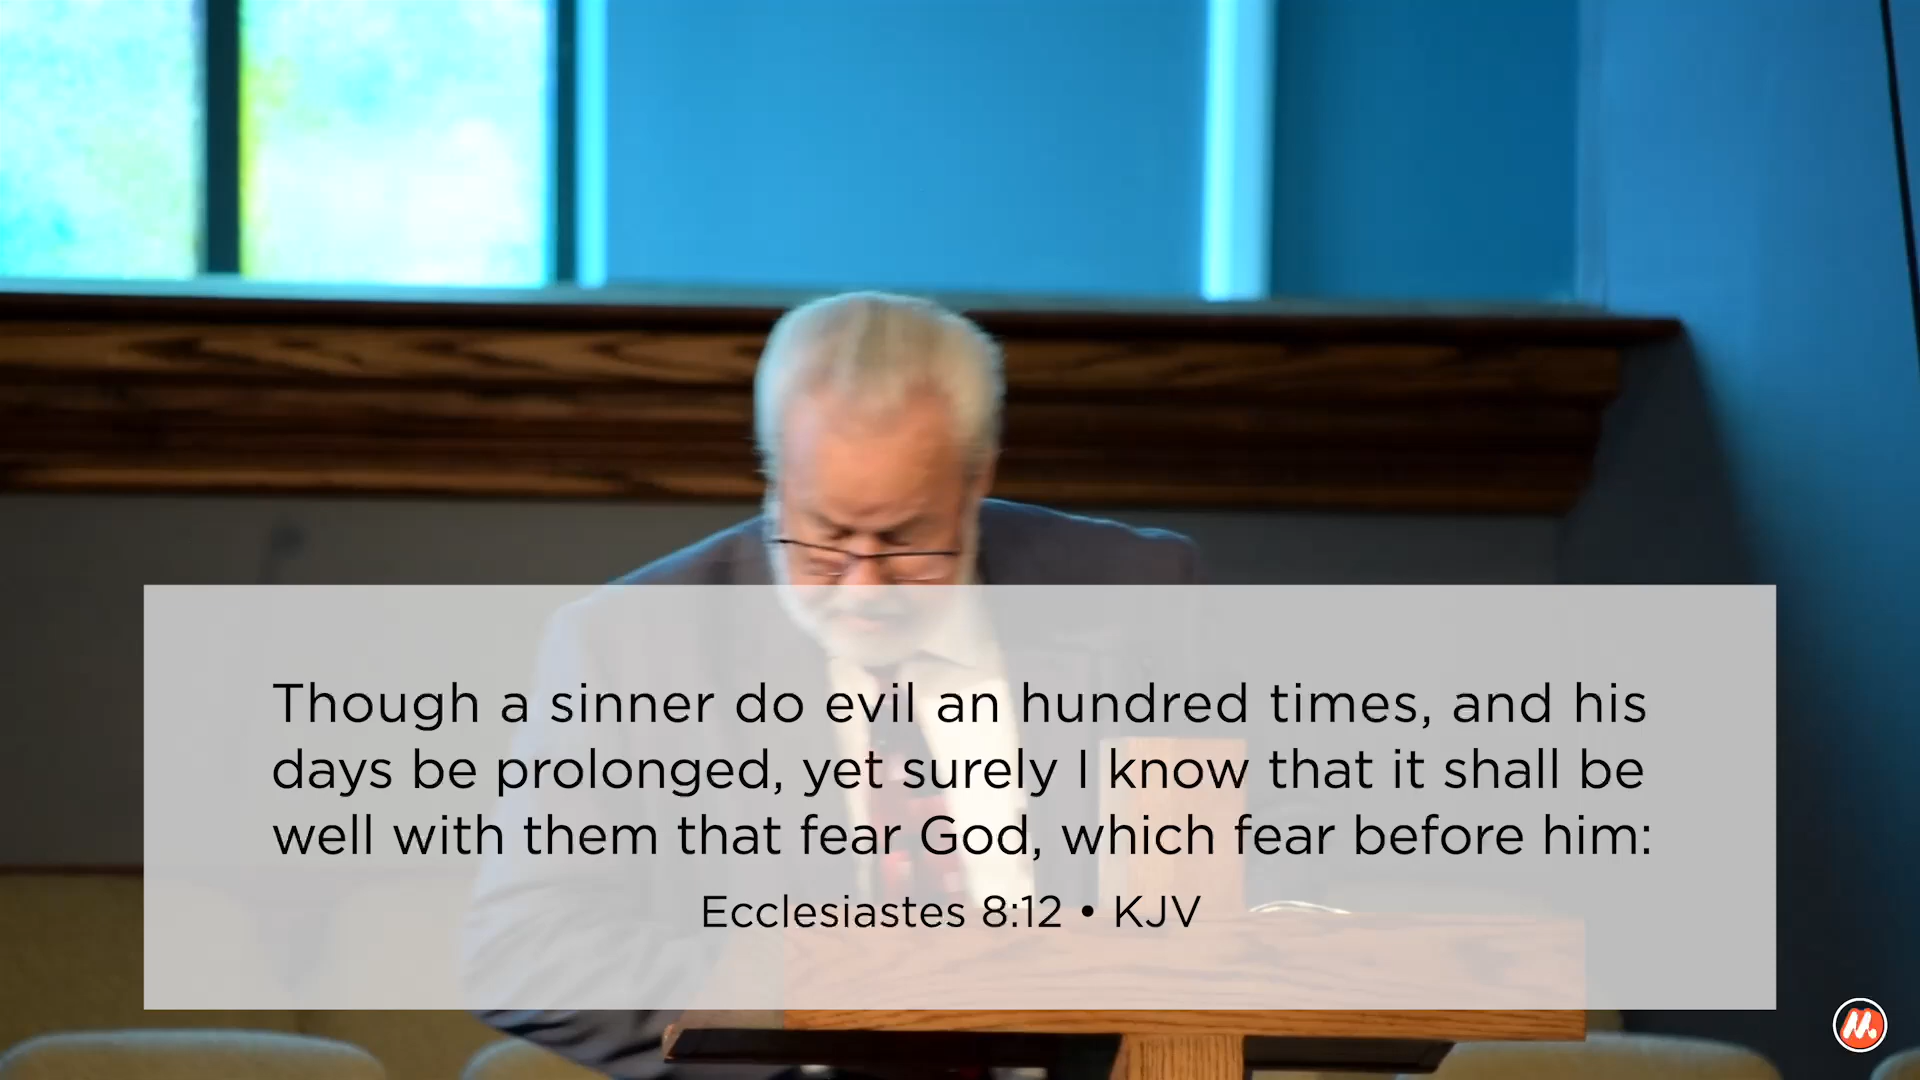 Though a sinner do evil an hundred times, and his
days be prolonged, yet surely I know that it shall be
well with them that fear God, which fear before him:
Ecclesiastes 8:12 • KJV
M